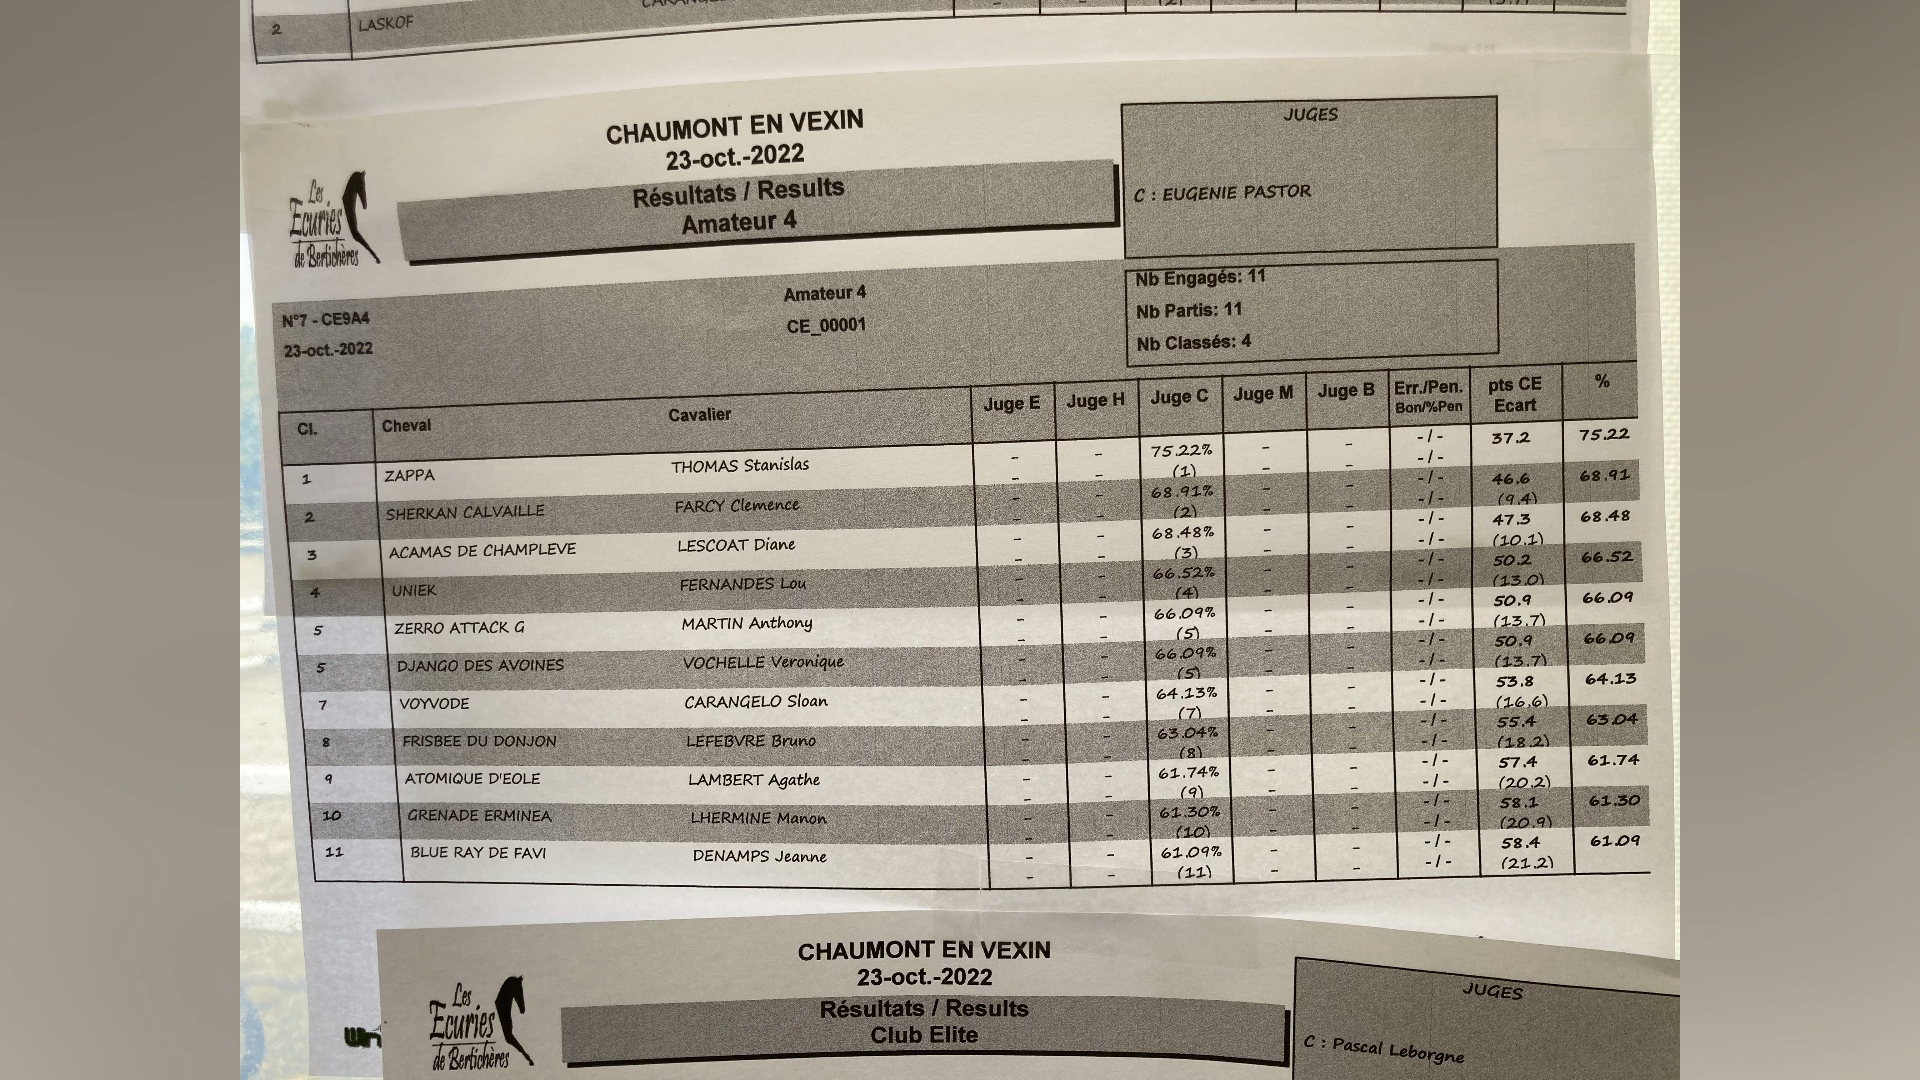 2 LASKOF
CHAUMONT EN VEXIN
23-oct.-2022
Résultats / Results
Amateur 4
Les
Ecuries
de Bertichères
JUGES
C : EUGENIE PASTOR
N°7 - CE9A4
23-oct.-2022
Amateur 4
CE_00001
Nb Engagés: 11
Nb Partis: 11
Nb Classés: 4
Cl. Cheval Cavalier Juge E Juge H Juge C Juge M Juge B Err./Pen. pts CE %
Bon/%Pen Ecart
1 ZAPPA THOMAS Stanislas - - 75.22% - - -/- 37.2 75.22
- - (1) - - -/-
2 SHERKAN CALVAILLE FARCY Clemence - - 68.91% - - -/- 46.6 68.91
- - (2) - - -/- (9.4)
3 ACAMAS DE CHAMPLEVE LESCOAT Diane - - 68.48% - - -/- 47.3 68.48
- - (3) - - -/- (10.1)
4 UNIEK FERNANDES Lou - - 66.52% - - -/- 50.2 66.52
- - (4) - - -/- (13.0)
5 ZERRO ATTACK G MARTIN Anthony - - 66.09% - - -/- 50.9 66.09
- - (5) - - -/- (13.7)
5 DJANGO DES AVOINES VOCHELLE Veronique - - 66.09% - - -/- 50.9 66.09
- - (5) - - -/- (13.7)
7 VOYVODE CARANGELO Sloan - - 64.13% - - -/- 53.8 64.13
- - (7) - - -/- (16.6)
8 FRISBEE DU DONJON LEFEBVRE Bruno - - 63.04% - - -/- 55.4 63.04
- - (8) - - -/- (18.2)
9 ATOMIQUE D'EOLE LAMBERT Agathe - - 61.74% - - -/- 57.4 61.74
- - (9) - - -/- (20.2)
10 GRENADE ERMINEA LHERMINE Manon - - 61.30% - - -/- 58.1 61.30
- - (10) - - -/- (20.9)
11 BLUE RAY DE FAVI DENAMPS Jeanne - - 61.09% - - -/- 58.4 61.09
- - (11) - - -/- (21.2)
CHAUMONT EN VEXIN
23-oct.-2022
Résultats / Results
Club Elite
Les
Ecuries
de Bertichères
JUGES
C : Pascal Leborgne